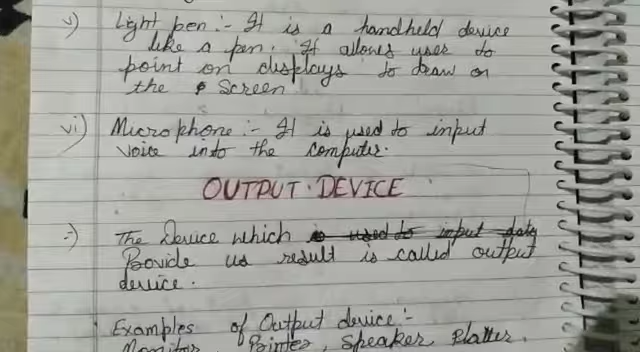 v) Light pen :- It is a handheld device
like a pen. It allows user to
point on displays to draw on
the screen.
vi) Microphone :- It is used to input
voice into the computer.
OUTPUT DEVICE
:-) The Device which is used to input data
Provide us result is called output
device.
Examples of Output device :-
Monitor, Printer, Speaker, Platter.